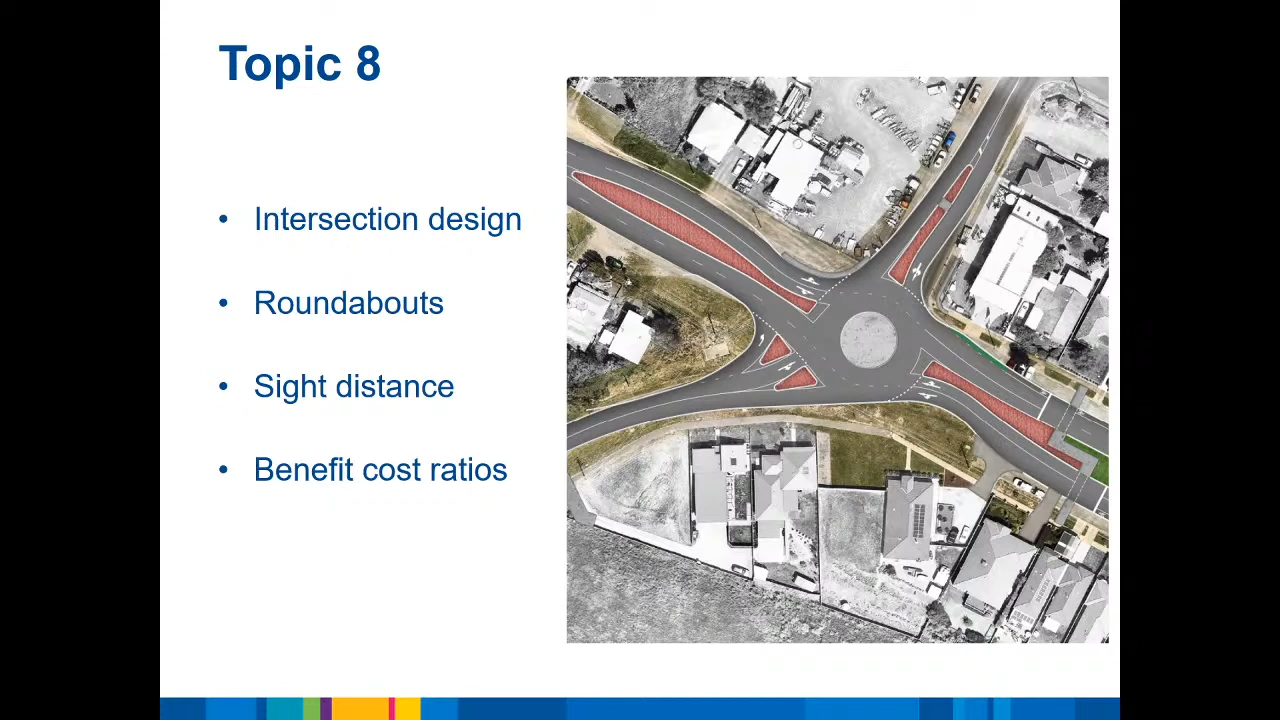 Topic 8
• Intersection design
• Roundabouts
• Sight distance
• Benefit cost ratios